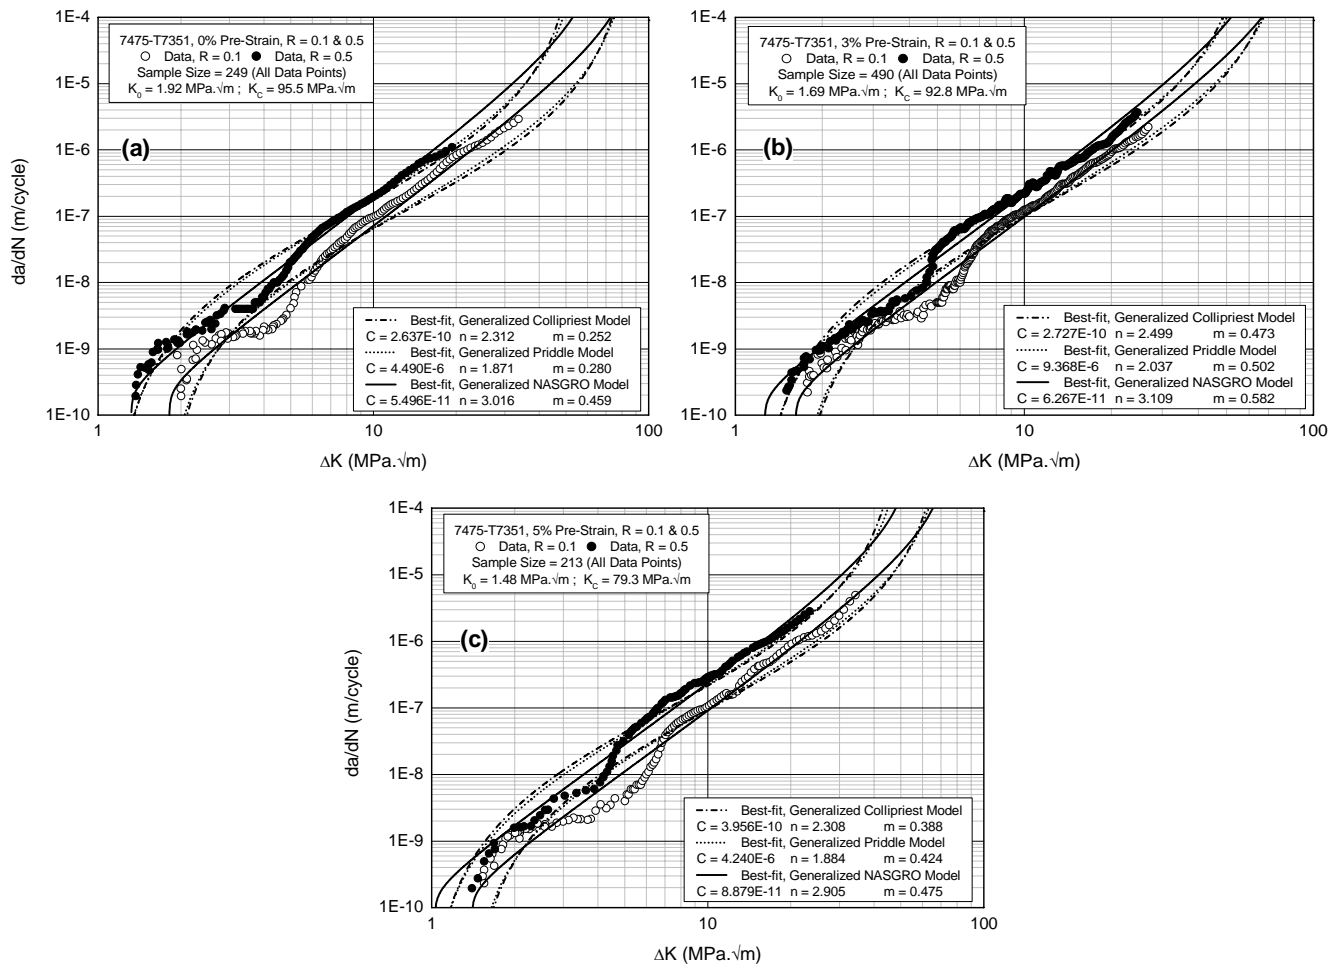 7475-T7351, 0% Pre-Strain, R = 0.1 & 0.5
Data, R = 0.1 Data, R = 0.5
Sample Size = 249 (All Data Points)
K₀ = 1.92 MPa.√m ; K_C = 95.5 MPa.√m
(a)
Best-fit, Generalized Collipriest Model
C = 2.637E-10 n = 2.312 m = 0.252
Best-fit, Generalized Priddle Model
C = 4.490E-6 n = 1.871 m = 0.280
Best-fit, Generalized NASGRO Model
C = 5.496E-11 n = 3.016 m = 0.459
1E-4
1E-5
1E-6
1E-7
1E-8
1E-9
1E-10
da/dN (m/cycle)
1 10 100
ΔK (MPa.√m)
7475-T7351, 3% Pre-Strain, R = 0.1 & 0.5
Data, R = 0.1 Data, R = 0.5
Sample Size = 490 (All Data Points)
K₀ = 1.69 MPa.√m ; K_C = 92.8 MPa.√m
(b)
Best-fit, Generalized Collipriest Model
C = 2.727E-10 n = 2.499 m = 0.473
Best-fit, Generalized Priddle Model
C = 9.368E-6 n = 2.037 m = 0.502
Best-fit, Generalized NASGRO Model
C = 6.267E-11 n = 3.109 m = 0.582
1E-4
1E-5
1E-6
1E-7
1E-8
1E-9
1E-10
da/dN (m/cycle)
1 10 100
ΔK (MPa.√m)
7475-T7351, 5% Pre-Strain, R = 0.1 & 0.5
Data, R = 0.1 Data, R = 0.5
Sample Size = 213 (All Data Points)
K₀ = 1.48 MPa.√m ; K_C = 79.3 MPa.√m
(c)
Best-fit, Generalized Collipriest Model
C = 3.956E-10 n = 2.308 m = 0.388
Best-fit, Generalized Priddle Model
C = 4.240E-6 n = 1.884 m = 0.424
Best-fit, Generalized NASGRO Model
C = 8.879E-11 n = 2.905 m = 0.475
1E-4
1E-5
1E-6
1E-7
1E-8
1E-9
1E-10
da/dN (m/cycle)
1 10 100
ΔK (MPa.√m)